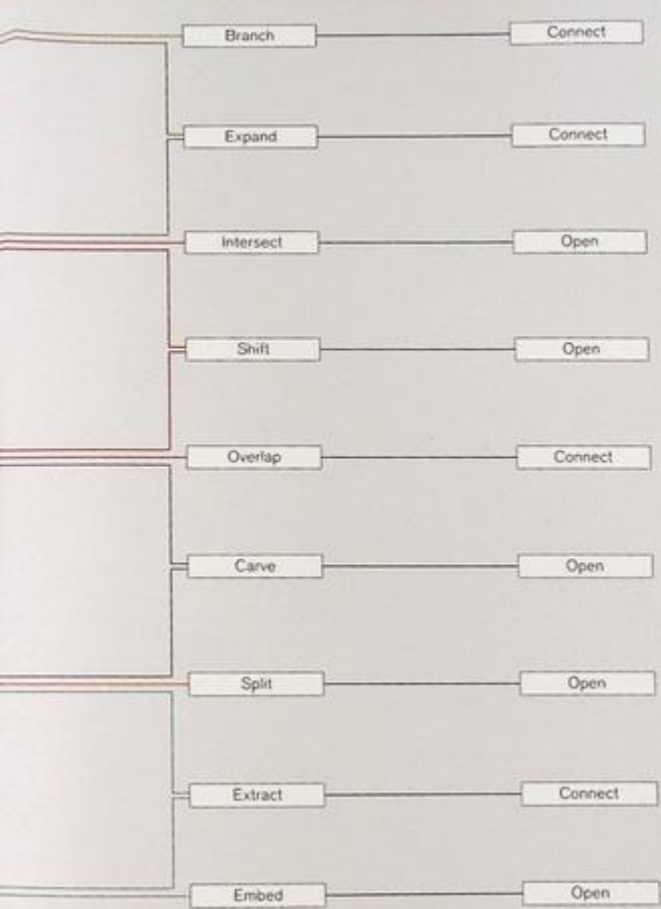 Branch Connect
Expand Connect
Intersect Open
Shift Open
Overlap Connect
Carve Open
Split Open
Extract Connect
Embed Open